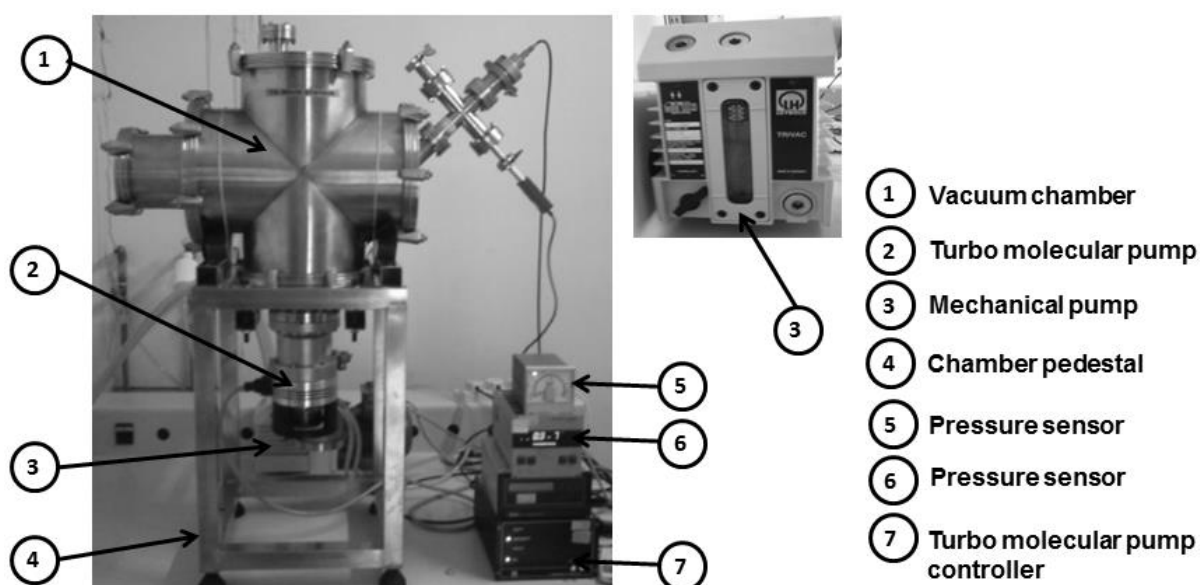 1
2
3
4
5
6
7
3
LH
TRIVAC
1 Vacuum chamber
2 Turbo molecular pump
3 Mechanical pump
4 Chamber pedestal
5 Pressure sensor
6 Pressure sensor
7 Turbo molecular pump
controller